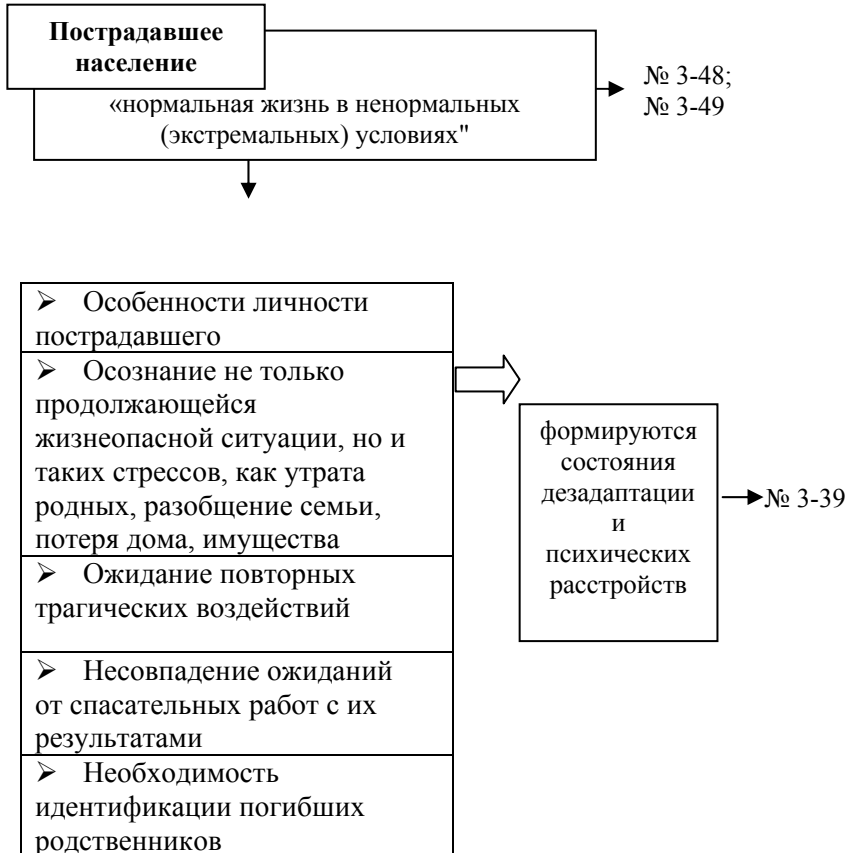 Пострадавшее
население
«нормальная жизнь в ненормальных
(экстремальных) условиях"
№ 3-48;
№ 3-49
➢ Особенности личности
пострадавшего
➢ Осознание не только
продолжающейся
жизнеопасной ситуации, но и
таких стрессов, как утрата
родных, разобщение семьи,
потеря дома, имущества
➢ Ожидание повторных
трагических воздействий
➢ Несовпадение ожиданий
от спасательных работ с их
результатами
➢ Необходимость
идентификации погибших
родственников
формируются
состояния
дезадаптации
и
психических
расстройств
№ 3-39